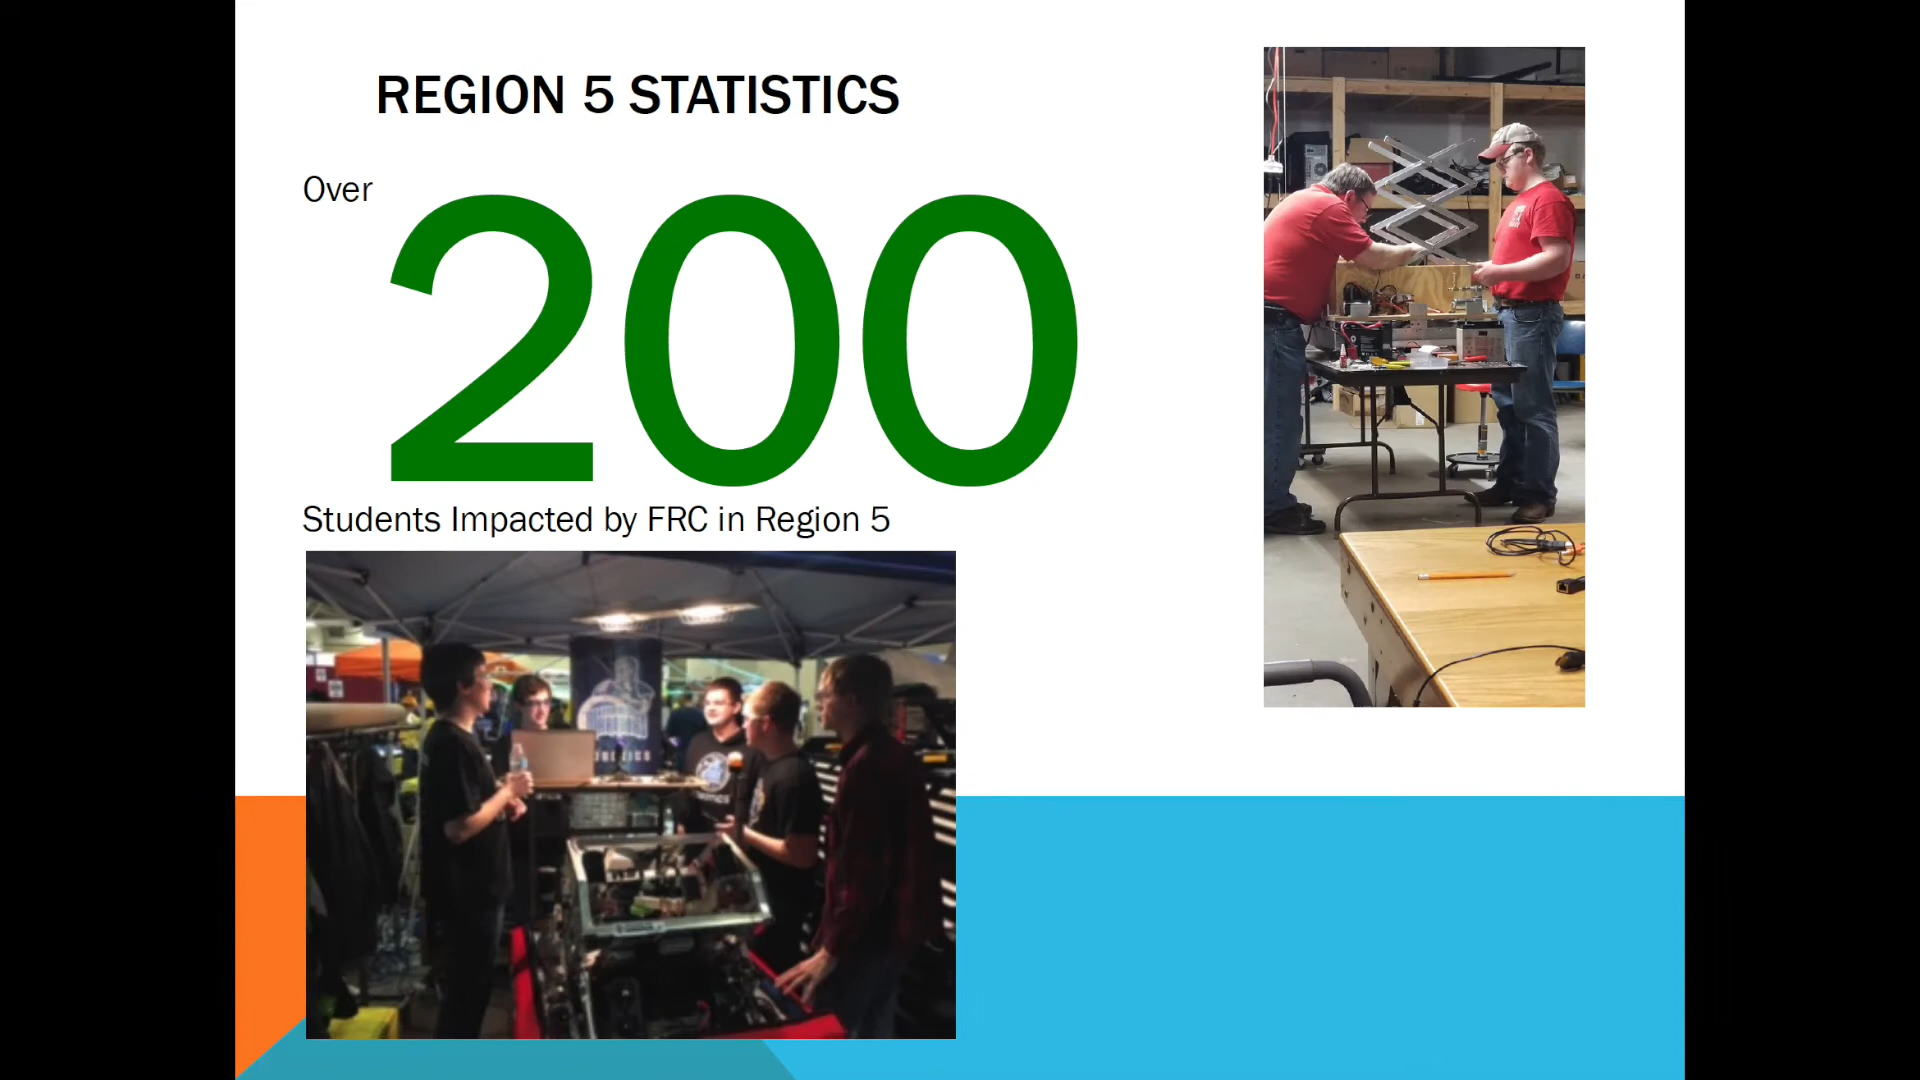 REGION 5 STATISTICS
Over
200
Students Impacted by FRC in Region 5